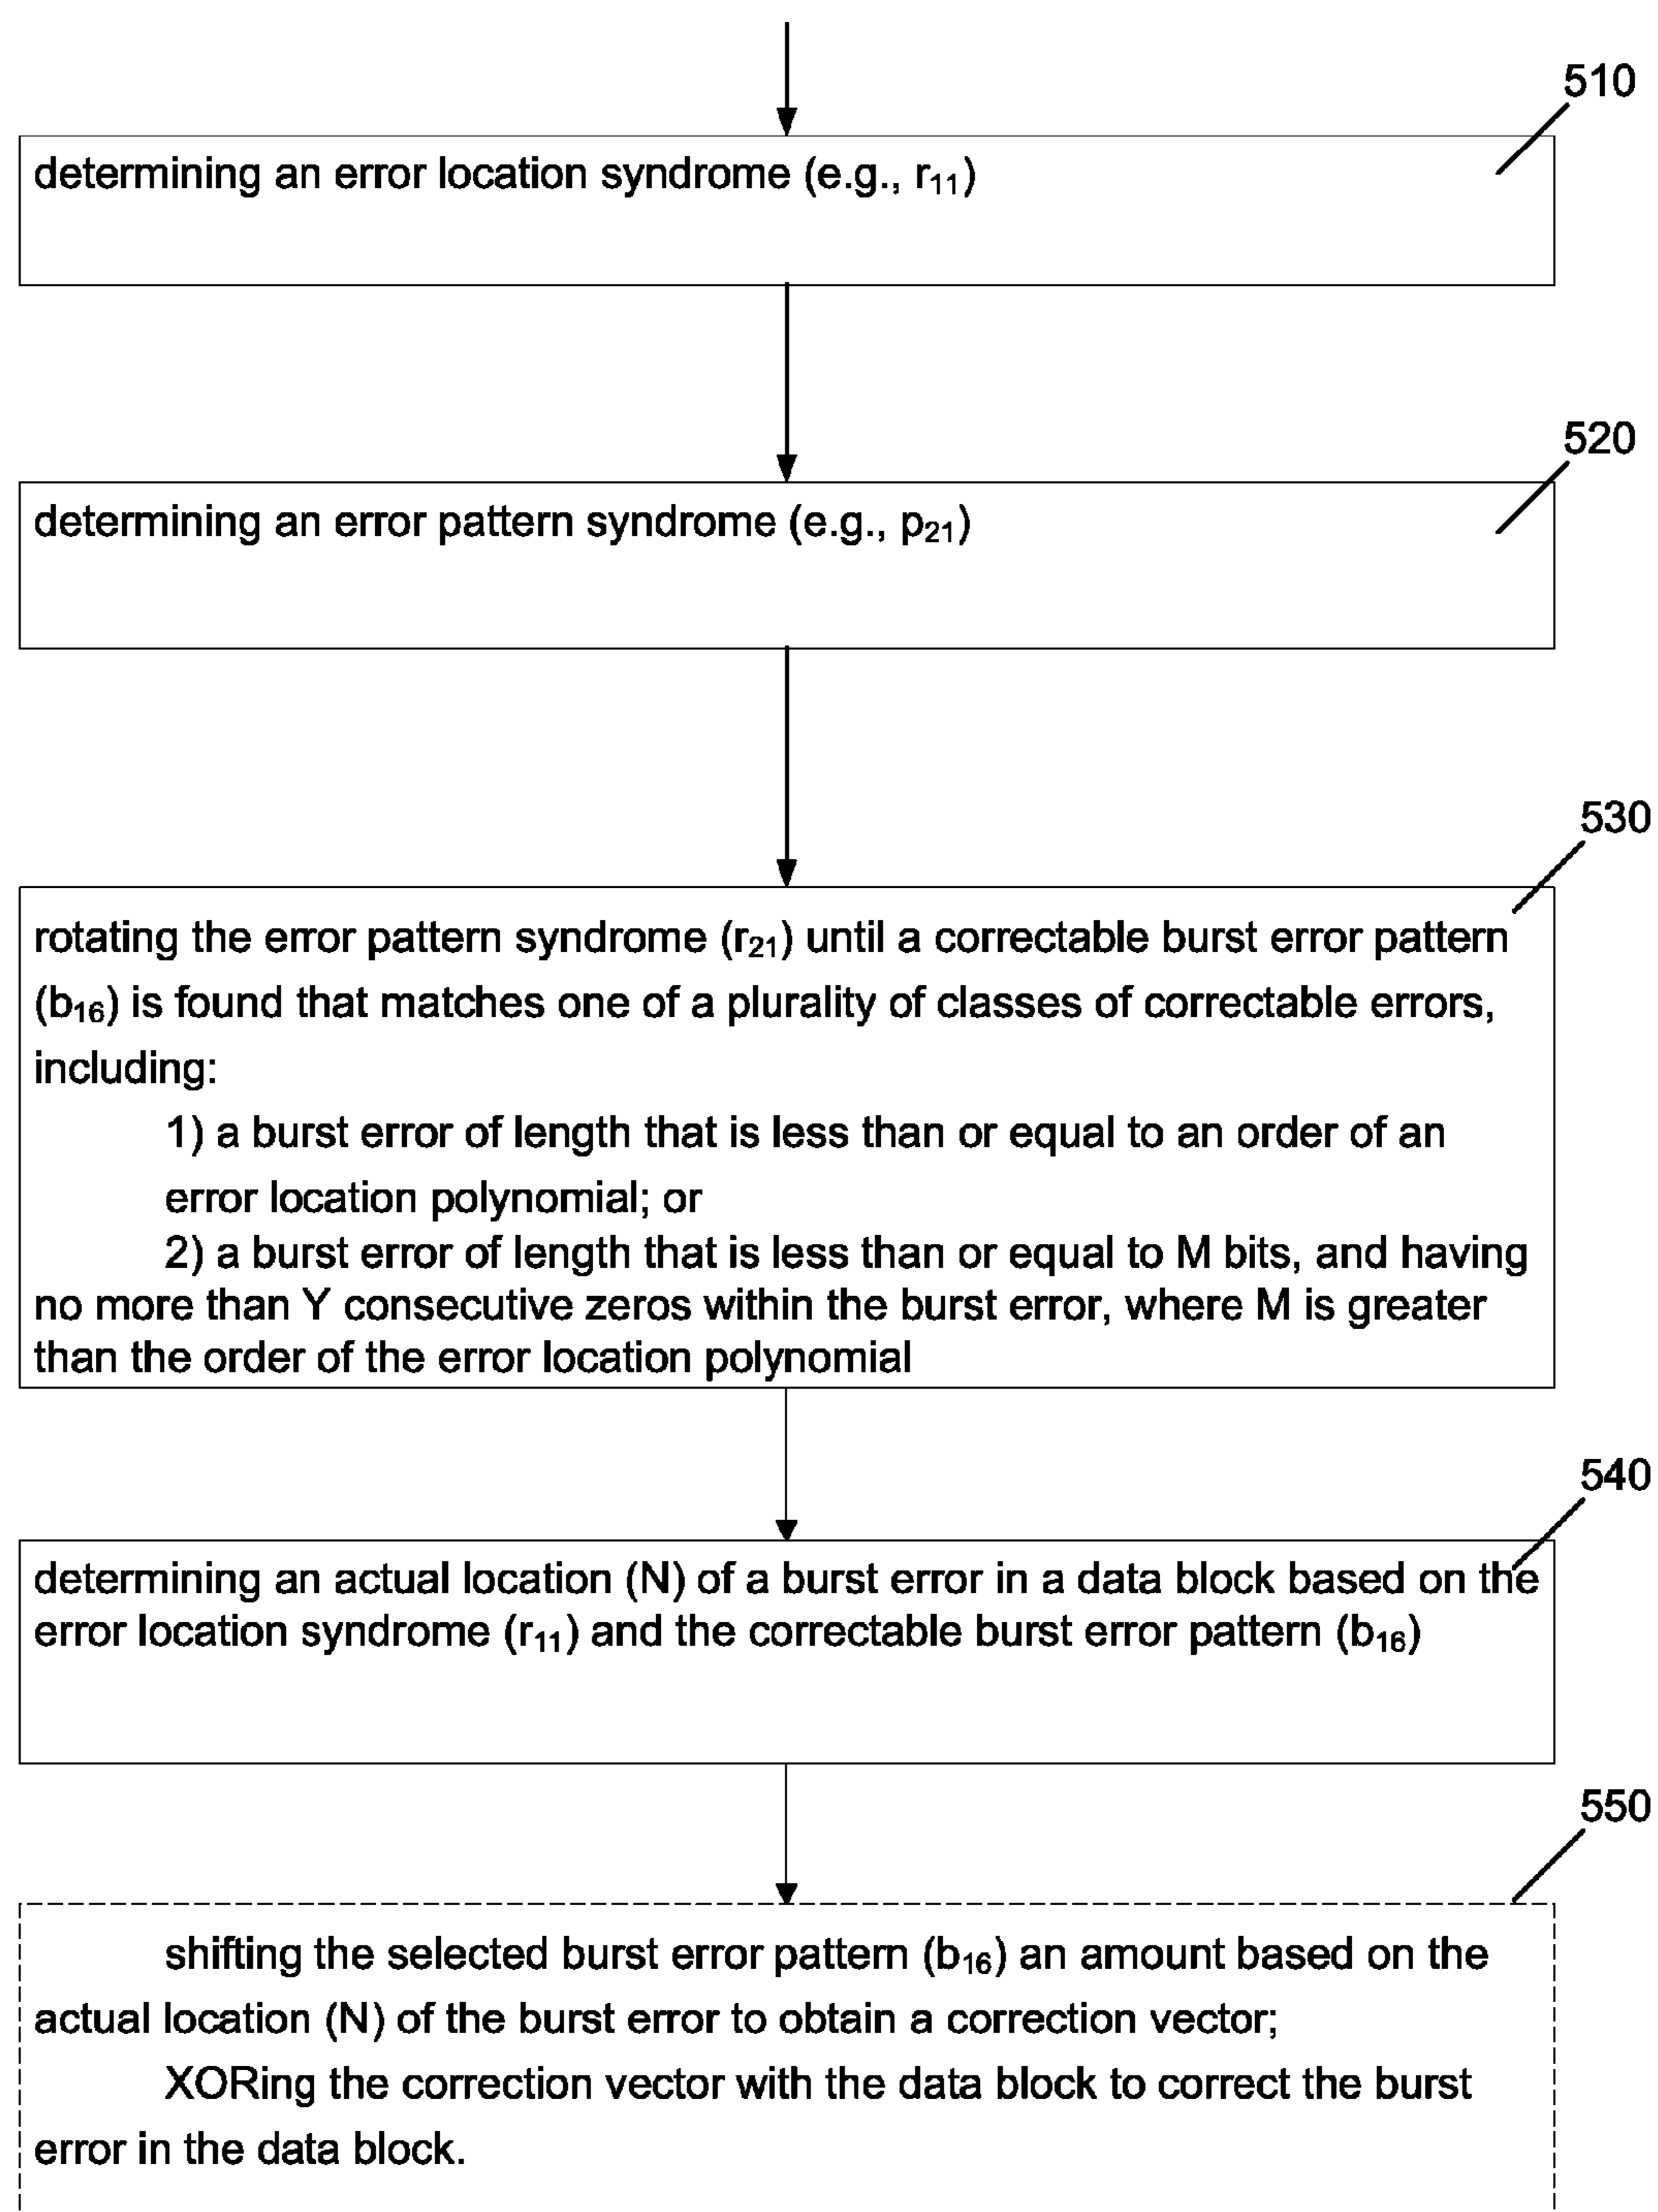 510
determining an error location syndrome (e.g., r₁₁)
520
determining an error pattern syndrome (e.g., p₂₁)
530
rotating the error pattern syndrome (r₂₁) until a correctable burst error pattern
(b₁₆) is found that matches one of a plurality of classes of correctable errors,
including:
1) a burst error of length that is less than or equal to an order of an
error location polynomial; or
2) a burst error of length that is less than or equal to M bits, and having
no more than Y consecutive zeros within the burst error, where M is greater
than the order of the error location polynomial
540
determining an actual location (N) of a burst error in a data block based on the
error location syndrome (r₁₁) and the correctable burst error pattern (b₁₆)
550
shifting the selected burst error pattern (b₁₆) an amount based on the
actual location (N) of the burst error to obtain a correction vector;
XORing the correction vector with the data block to correct the burst
error in the data block.